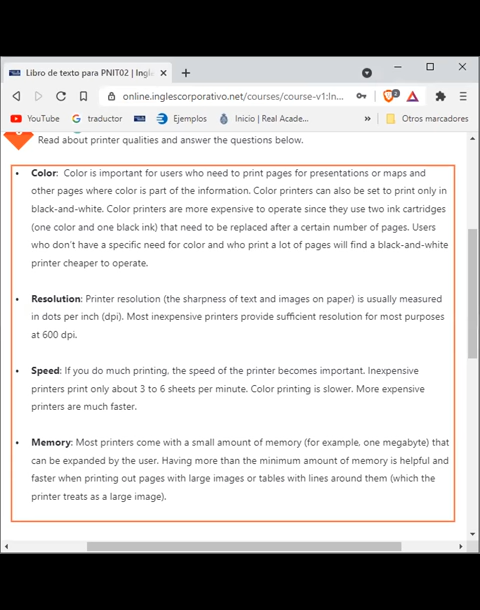 Libro de texto para PNIT02 | Ingl
online.inglescorporativo.net/courses/course-v1:In...
2
YouTube
traductor
Ejemplos
Inicio | Real Acade...
»
Otros marcadores
Read about printer qualities and answer the questions below.
• Color: Color is important for users who need to print pages for presentations or maps and
other pages where color is part of the information. Color printers can also be set to print only in
black-and-white. Color printers are more expensive to operate since they use two ink cartridges
(one color and one black ink) that need to be replaced after a certain number of pages. Users
who don’t have a specific need for color and who print a lot of pages will find a black-and-white
printer cheaper to operate.
• Resolution: Printer resolution (the sharpness of text and images on paper) is usually measured
in dots per inch (dpi). Most inexpensive printers provide sufficient resolution for most purposes
at 600 dpi.
• Speed: If you do much printing, the speed of the printer becomes important. Inexpensive
printers print only about 3 to 6 sheets per minute. Color printing is slower. More expensive
printers are much faster.
• Memory: Most printers come with a small amount of memory (for example, one megabyte) that
can be expanded by the user. Having more than the minimum amount of memory is helpful and
faster when printing out pages with large images or tables with lines around them (which the
printer treats as a large image).